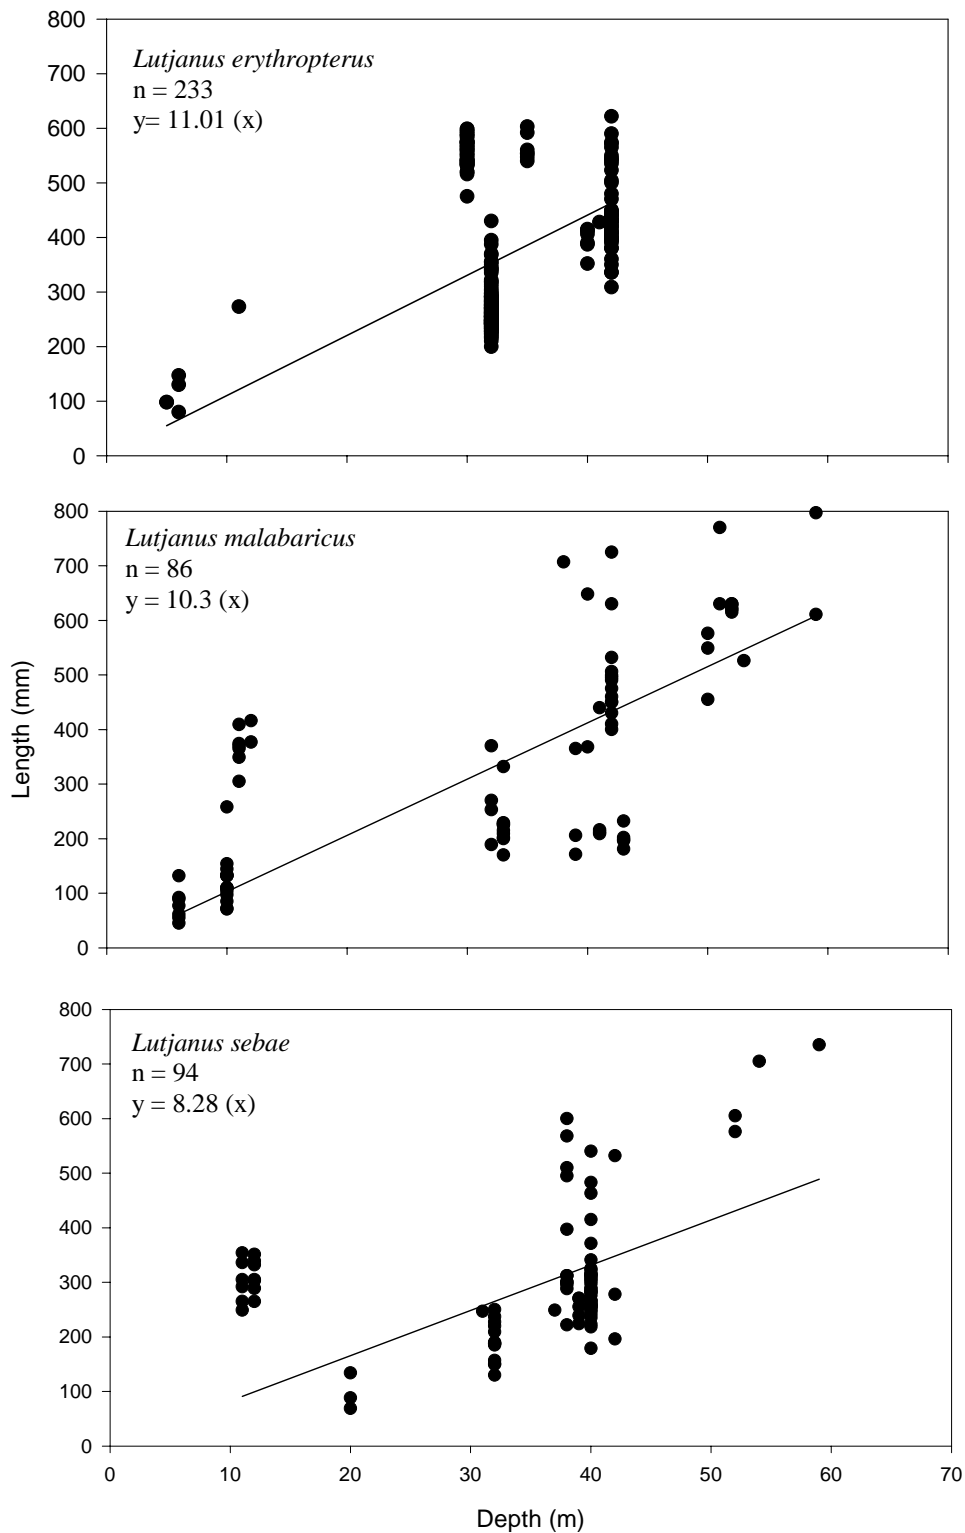 800
700
600
500
400
300
200
100
0
Lutjanus erythropterus
n = 233
y= 11.01 (x)
800
700
600
500
400
300
200
100
0
Lutjanus malabaricus
n = 86
y = 10.3 (x)
Length (mm)
800
700
600
500
400
300
200
100
0
Lutjanus sebae
n = 94
y = 8.28 (x)
0 10 20 30 40 50 60 70
Depth (m)